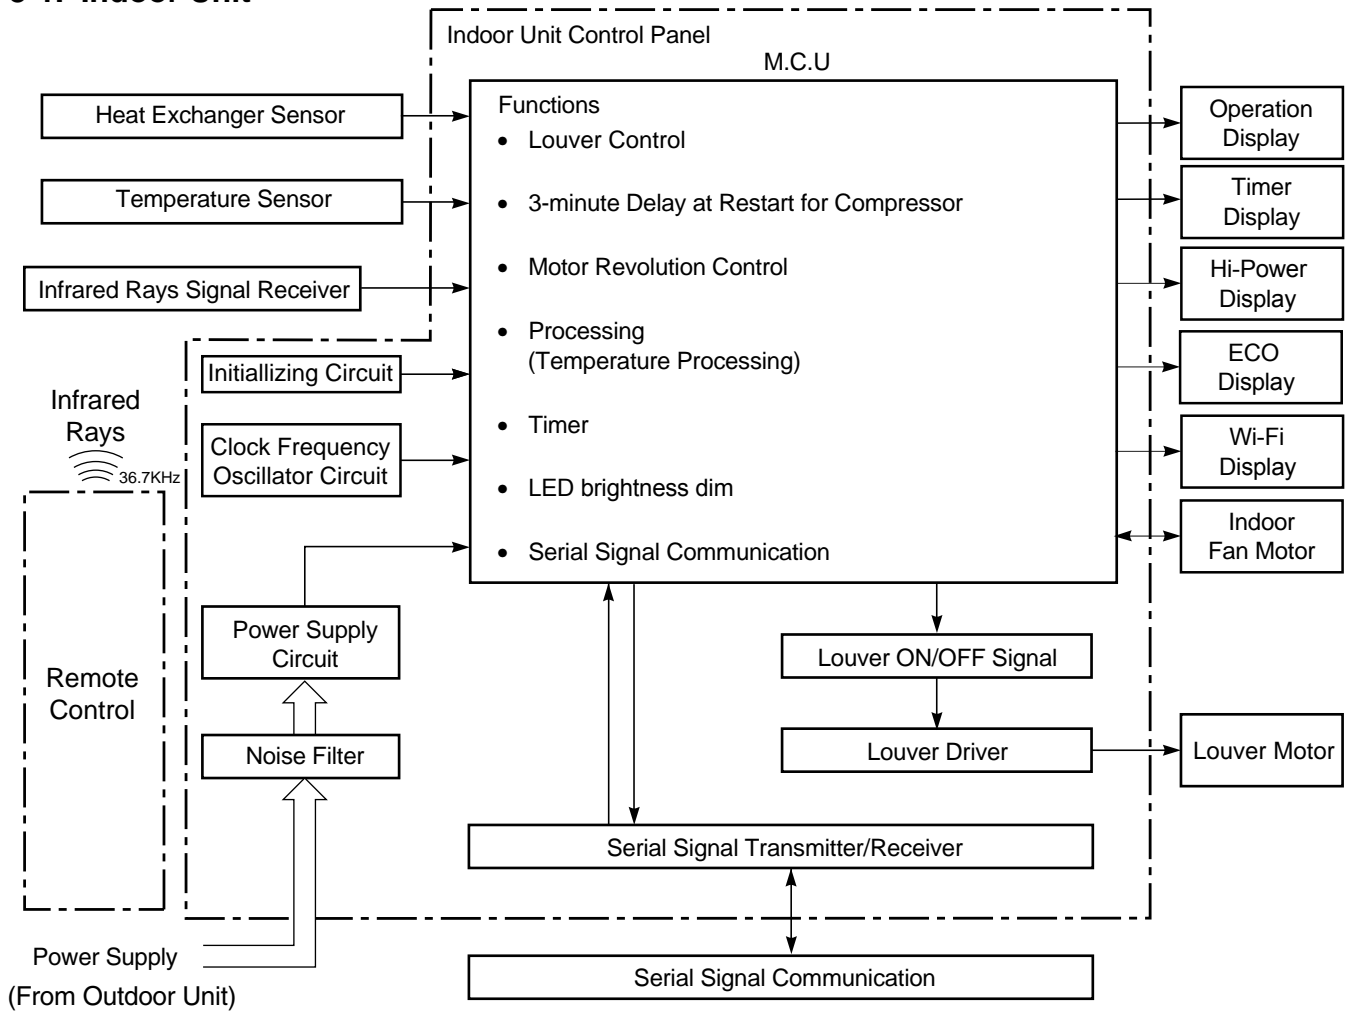 Indoor Unit Control Panel
M.C.U
Heat Exchanger Sensor
Temperature Sensor
Infrared Rays Signal Receiver
Initiallizing Circuit
Clock Frequency
Oscillator Circuit
Infrared
Rays
36.7KHz
Remote
Control
Power Supply
Circuit
Noise Filter
Power Supply
(From Outdoor Unit)
Functions
• Louver Control
• 3-minute Delay at Restart for Compressor
• Motor Revolution Control
• Processing
(Temperature Processing)
• Timer
• LED brightness dim
• Serial Signal Communication
Louver ON/OFF Signal
Louver Driver
Serial Signal Transmitter/Receiver
Serial Signal Communication
Operation
Display
Timer
Display
Hi-Power
Display
ECO
Display
Wi-Fi
Display
Indoor
Fan Motor
Louver Motor